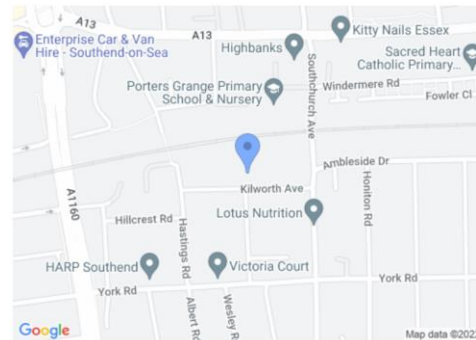 A13
A13
Kitty Nails Essex
Enterprise Car & Van
Hire - Southend-on-Sea
Highbanks
Sacred Heart
Catholic Primary...
Southchurch Ave
Porters Grange Primary
School & Nursery
Windermere Rd
Fowler Cl
Ambleside Dr
A1160
Kilworth Ave
Hillcrest Rd
Hastings Rd
Lotus Nutrition
Honiton Rd
HARP Southend
Victoria Court
York Rd
York Rd
Albert Rd
Wesley R
Google
Map data ©202